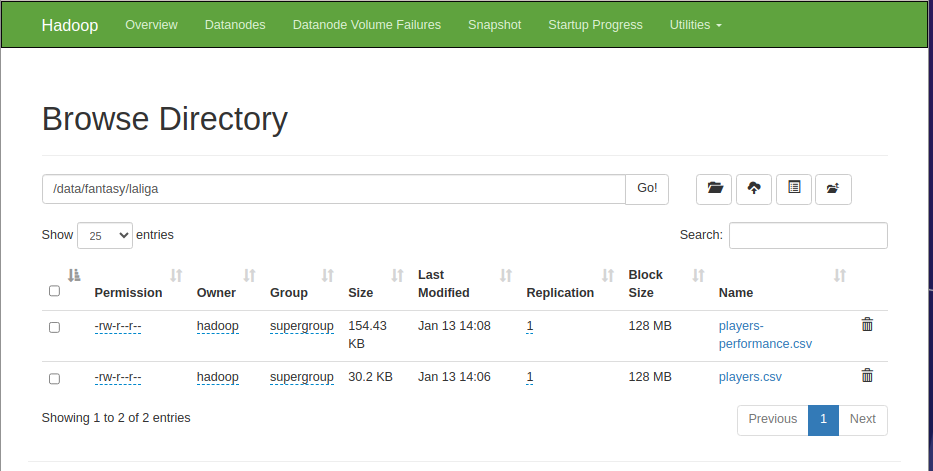 Hadoop Overview Datanodes Datanode Volume Failures Snapshot Startup Progress Utilities
Browse Directory
/data/fantasy/laliga Go!
Show 25 entries Search:
Permission Owner Group Size Last Modified Replication Block Size Name
-rw-r--r-- hadoop supergroup 154.43 KB Jan 13 14:08 1 128 MB players-performance.csv
-rw-r--r-- hadoop supergroup 30.2 KB Jan 13 14:06 1 128 MB players.csv
Showing 1 to 2 of 2 entries Previous 1 Next